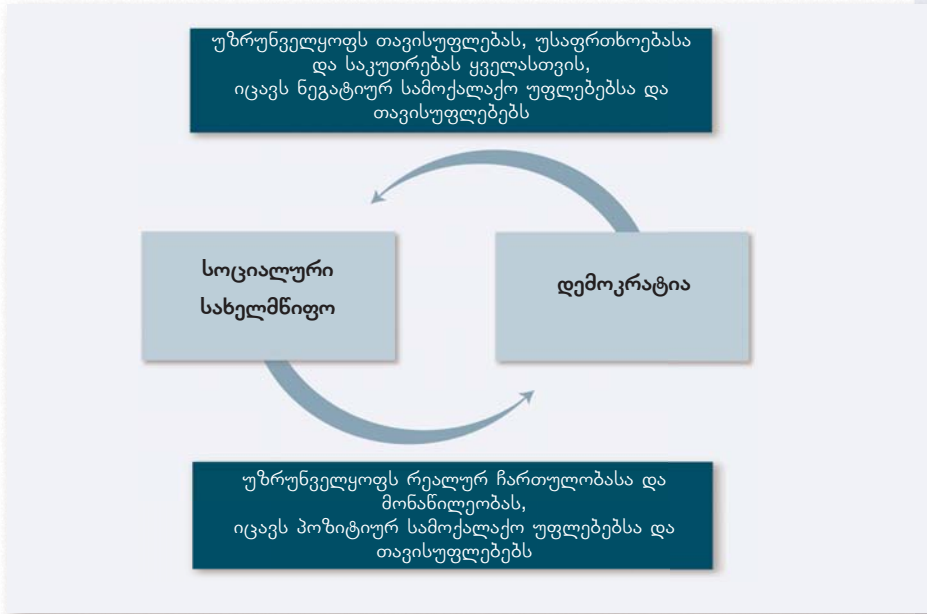 უზრუნველყოფს თავისუფლებას, უსაფრთხოებასა
და საკუთრებას ყველასთვის,
იცავს ნეგატიურ სამოქალაქო უფლებებსა და
თავისუფლებებს
სოციალური
სახელმწიფო
დემოკრატია
უზრუნველყოფს რეალურ ჩართულობასა და
მონაწილეობას,
იცავს პოზიტიურ სამოქალაქო უფლებებსა და
თავისუფლებებს